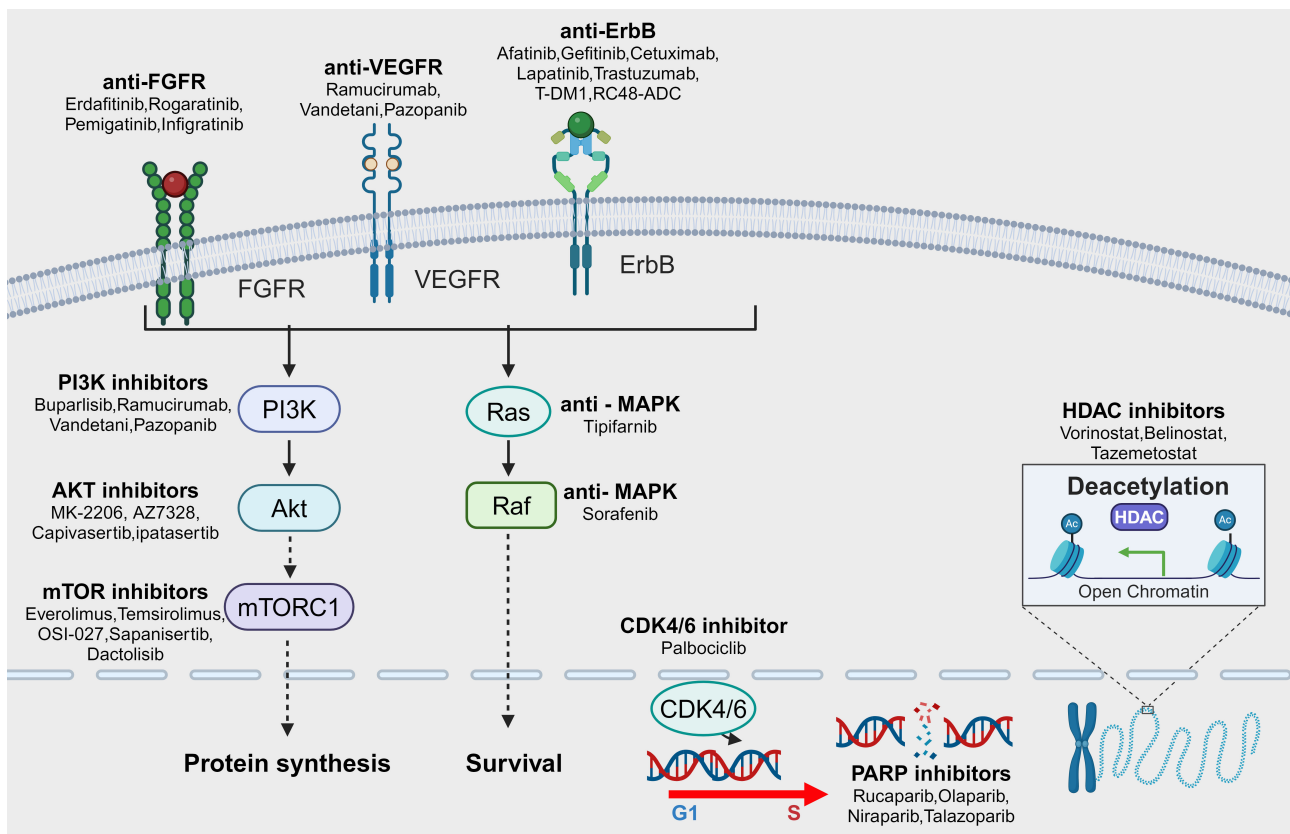 anti-FGFR
Erdafitinib,Rogaratinib,
Pemigatinib,Infigratinib
anti-VEGFR
Ramucirumab,
Vandetani,Pazopanib
anti-ErbB
Afatinib,Gefitinib,Cetuximab,
Lapatinib,Trastuzumab,
T-DM1,RC48-ADC
FGFR
VEGFR
ErbB
PI3K inhibitors
Buparlisib,Ramucirumab,
Vandetani,Pazopanib
PI3K
Ras
anti - MAPK
Tipifarnib
AKT inhibitors
MK-2206, AZ7328,
Capivasertib,ipatasertib
Akt
Raf
anti- MAPK
Sorafenib
mTOR inhibitors
Everolimus,Temsirolimus,
OSI-027,Sapanisertib,
Dactolisib
mTORC1
HDAC inhibitors
Vorinostat,Belinostat,
Tazemetostat
Deacetylation
Ac
HDAC
Ac
Open Chromatin
CDK4/6 inhibitor
Palbociclib
CDK4/6
Protein synthesis
Survival
G1
S
PARP inhibitors
Rucaparib,Olaparib,
Niraparib,Talazoparib